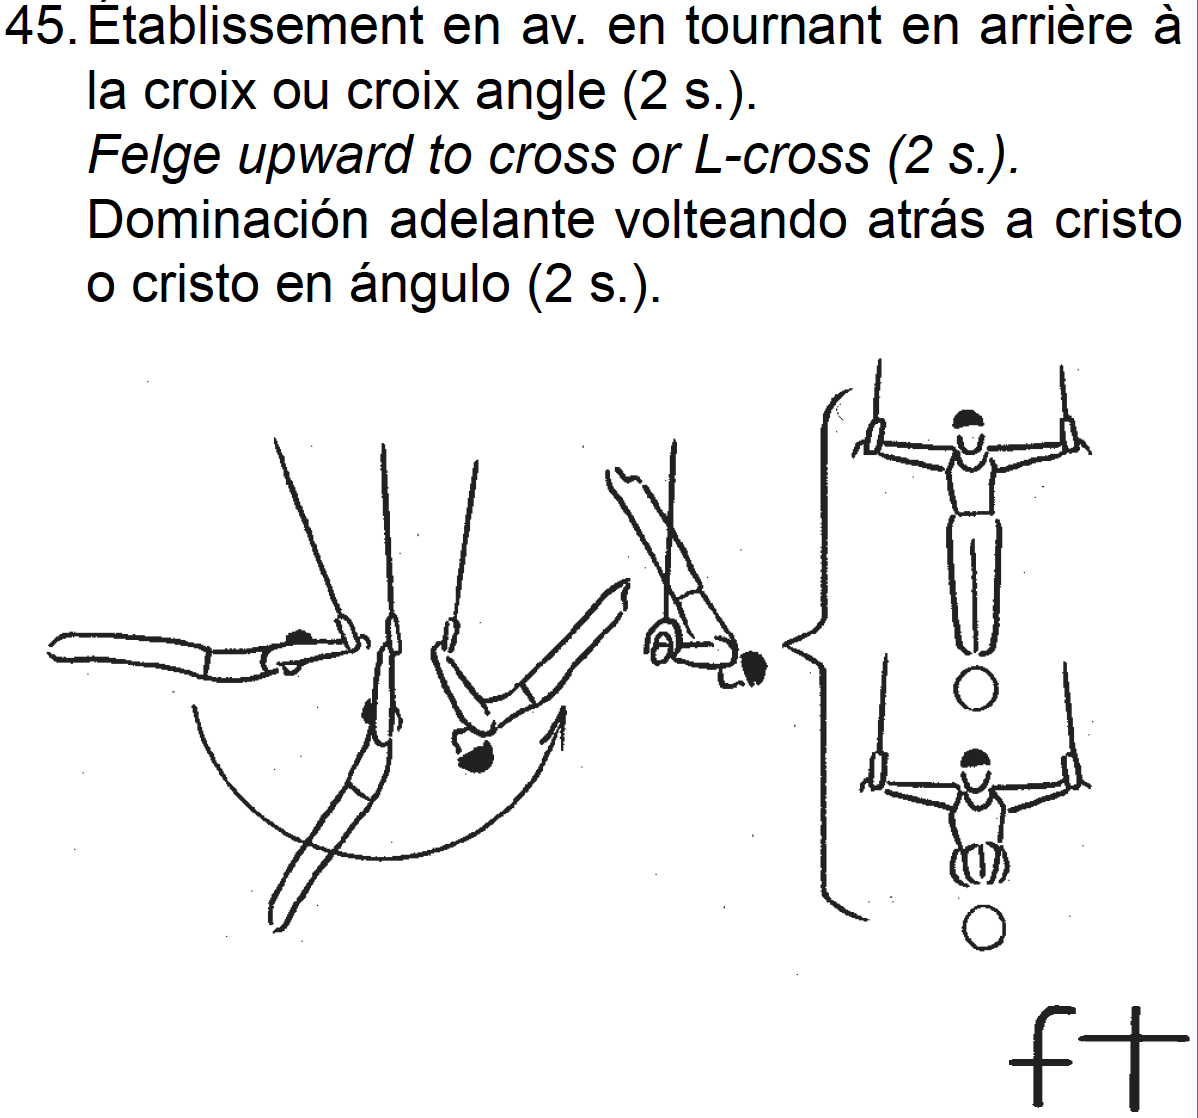 45. Établissement en av. en tournant en arrière à
la croix ou croix angle (2 s.).
Felge upward to cross or L-cross (2 s.).
Dominación adelante volteando atrás a cristo
o cristo en ángulo (2 s.).